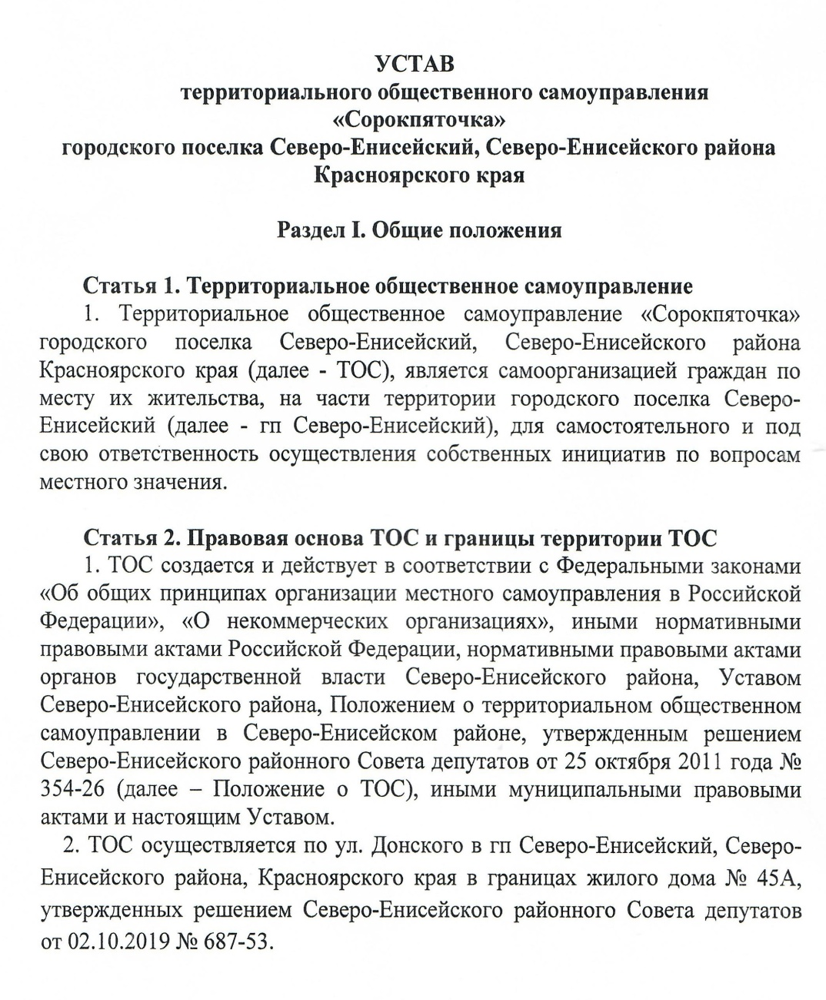 УСТАВ
территориального общественного самоуправления
«Сорокпяточка»
городского поселка Северо-Енисейский, Северо-Енисейского района
Красноярского края
Раздел I. Общие положения
Статья 1. Территориальное общественное самоуправление
1. Территориальное общественное самоуправление «Сорокпяточка»
городского поселка Северо-Енисейский, Северо-Енисейского района
Красноярского края (далее - ТОС), является самоорганизацией граждан по
месту их жительства, на части территории городского поселка Северо-
Енисейский (далее - гп Северо-Енисейский), для самостоятельного и под
свою ответственность осуществления собственных инициатив по вопросам
местного значения.
Статья 2. Правовая основа ТОС и границы территории ТОС
1. ТОС создается и действует в соответствии с Федеральными законами
«Об общих принципах организации местного самоуправления в Российской
Федерации», «О некоммерческих организациях», иными нормативными
правовыми актами Российской Федерации, нормативными правовыми актами
органов государственной власти Северо-Енисейского района, Уставом
Северо-Енисейского района, Положением о территориальном общественном
самоуправлении в Северо-Енисейском районе, утвержденным решением
Северо-Енисейского районного Совета депутатов от 25 октября 2011 года №
354-26 (далее – Положение о ТОС), иными муниципальными правовыми
актами и настоящим Уставом.
2. ТОС осуществляется по ул. Донского в гп Северо-Енисейский, Северо-
Енисейского района, Красноярского края в границах жилого дома № 45А,
утвержденных решением Северо-Енисейского районного Совета депутатов
от 02.10.2019 № 687-53.